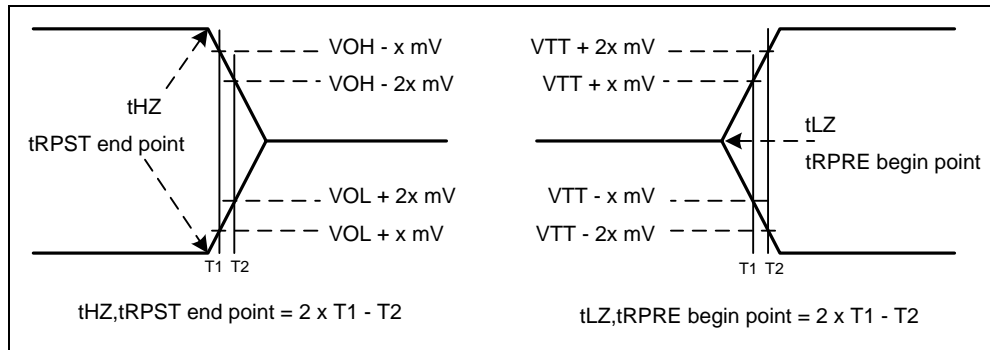 VOH - x mV
VOH - 2x mV
tHZ
tRPST end point
VOL + 2x mV
VOL + x mV
T1 T2
tHZ,tRPST end point = 2 x T1 - T2
VTT + 2x mV
VTT + x mV
tLZ
tRPRE begin point
VTT - x mV
VTT - 2x mV
T1 T2
tLZ,tRPRE begin point = 2 x T1 - T2